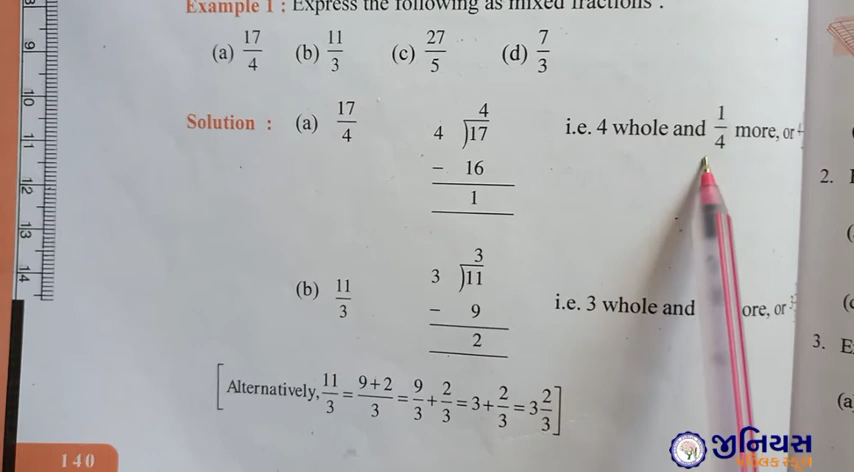 Example 1 : Express the following as mixed fractions :
(a) 17/4 (b) 11/3 (c) 27/5 (d) 7/3
Solution : (a) 17/4
4
4 )17
− 16
1
i.e. 4 whole and 1/4 more, or
(b) 11/3
3
3 )11
− 9
2
i.e. 3 whole and ore, or
[Alternatively, 11/3 = 9+2/3 = 9/3 + 2/3 = 3 + 2/3 = 3 2/3]
140
9
10
11
12
13
14
2.
3. E
(a
જીનિયસ